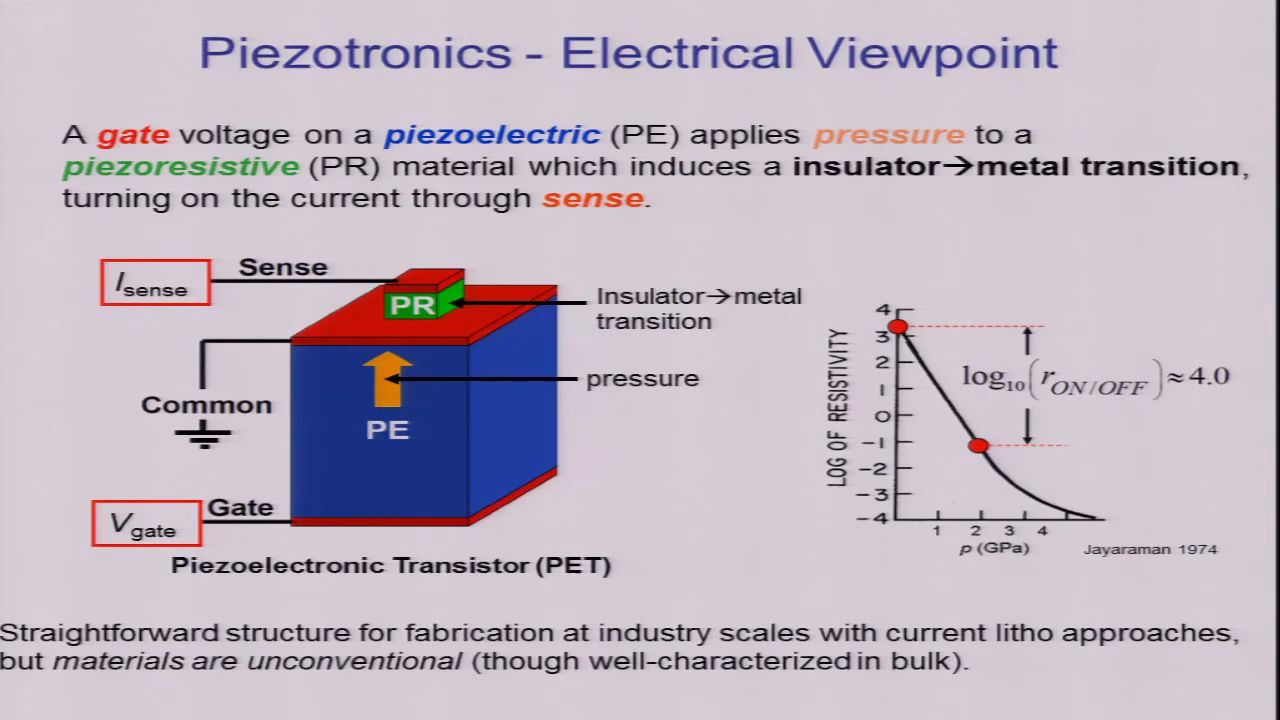 Piezotronics - Electrical Viewpoint
A gate voltage on a piezoelectric (PE) applies pressure to a
piezoresistive (PR) material which induces a insulator→metal transition,
turning on the current through sense.
Isense
Sense
PR
Insulator→metal
transition
pressure
Common
PE
Vgate
Gate
Piezoelectronic Transistor (PET)
LOG OF RESISTIVITY
4
3
2
1
0
-1
-2
-3
-4
log10(rON/OFF)≈4.0
1 2 3 4
p (GPa)
Jayaraman 1974
Straightforward structure for fabrication at industry scales with current litho approaches,
but materials are unconventional (though well-characterized in bulk).